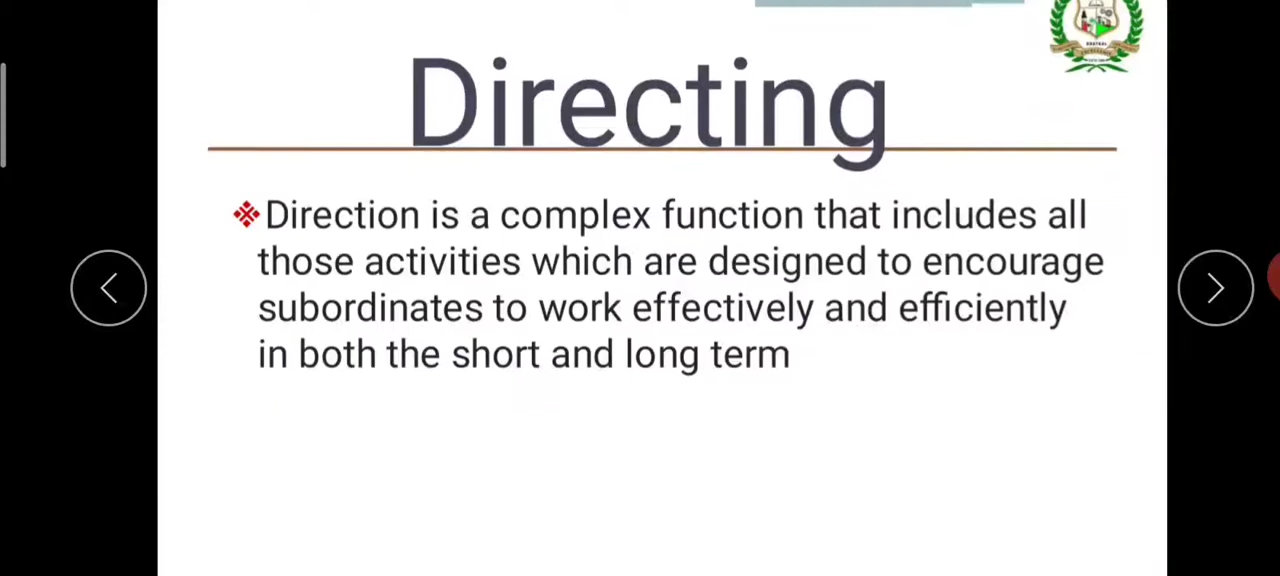 Directing
Direction is a complex function that includes all
those activities which are designed to encourage
subordinates to work effectively and efficiently
in both the short and long term